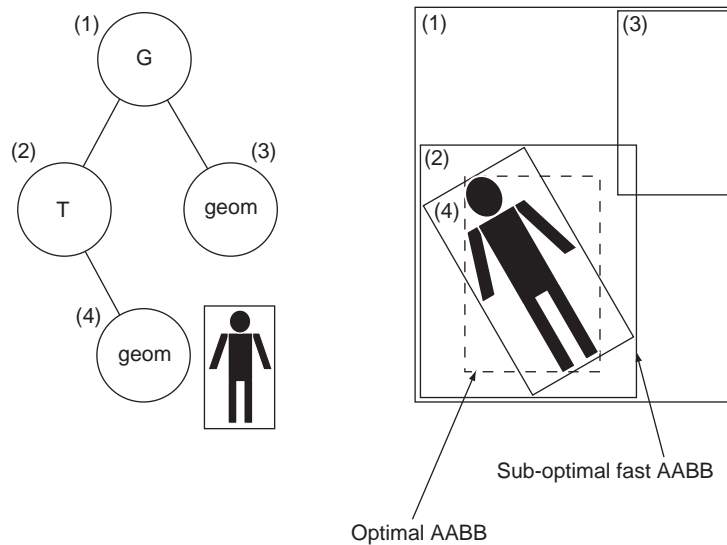 (1)
G
(2)
(3)
T
geom
(4)
geom
(1)
(3)
(2)
(4)
Sub-optimal fast AABB
Optimal AABB